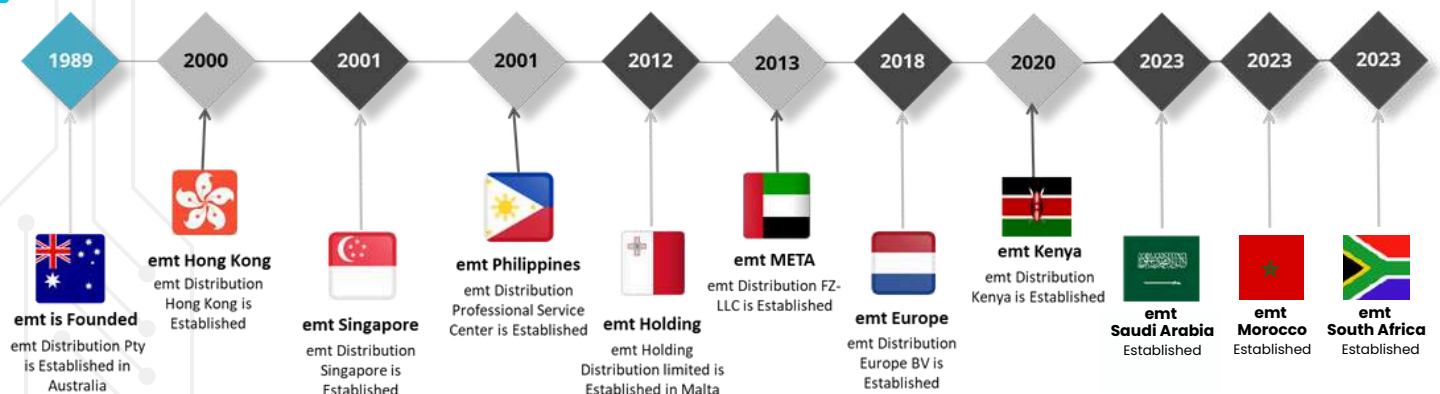 1989
2000
2001
2001
2012
2013
2018
2020
2023
2023
2023
emt is Founded
emt Distribution Pty
is Established in
Australia
emt Hong Kong
emt Distribution
Hong Kong is
Established
emt Singapore
emt Distribution
Singapore is
Established
emt Philippines
emt Distribution
Professional Service
Center is Established
emt Holding
emt Holding
Distribution limited is
Established in Malta
emt META
emt Distribution FZ-
LLC is Established
emt Europe
emt Distribution
Europe BV is
Established
emt Kenya
emt Distribution
Kenya is Established
emt
Saudi Arabia
Established
emt
Morocco
Established
emt
South Africa
Established